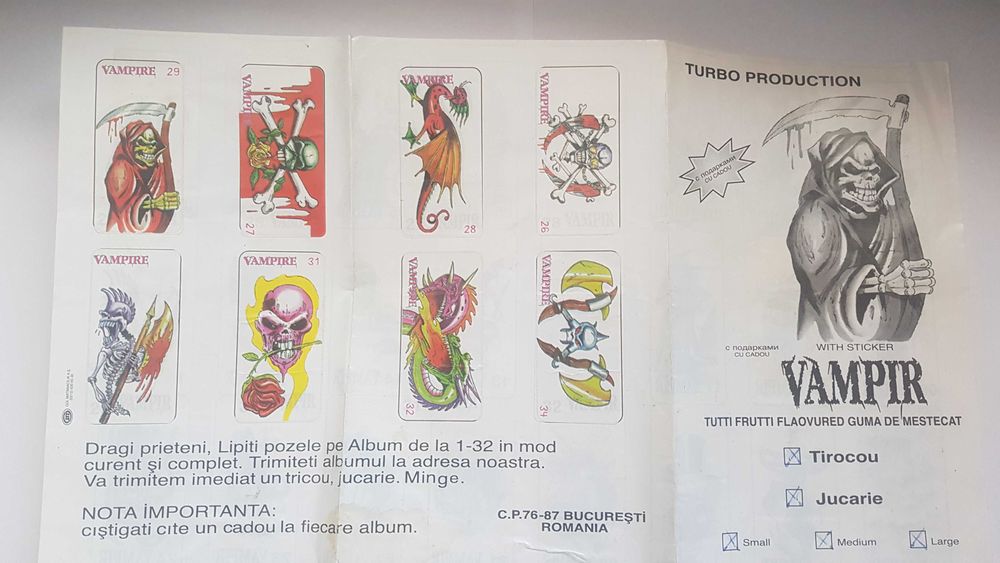 VAMPIRE 29
VAMPI
27
VAMPIRE
28
VAMPIRE
26
VAMPIRE
VAMPIRE 31
VAMPIRE
32
VAMPIRE
34
Dragi prieteni, Lipiti pozele pe Album de la 1-32 in mod
curent şi complet. Trimiteti albumul la adresa noastra.
Va trimitem imediat un tricou, jucarie. Minge.
NOTA İMPORTANTA:
cıştigati cıte un cadou la fiecare album.
C.P.76-87 BUCUREŞTİ
ROMANIA
TURBO PRODUCTION
с подарками
CU CADOU
с подарками
CU CADOU
WITH STICKER
VAMPIR
TUTTI FRUTTI FLAOVURED GUMA DE MESTECAT
Tirocou
Jucarie
Small Medium Large